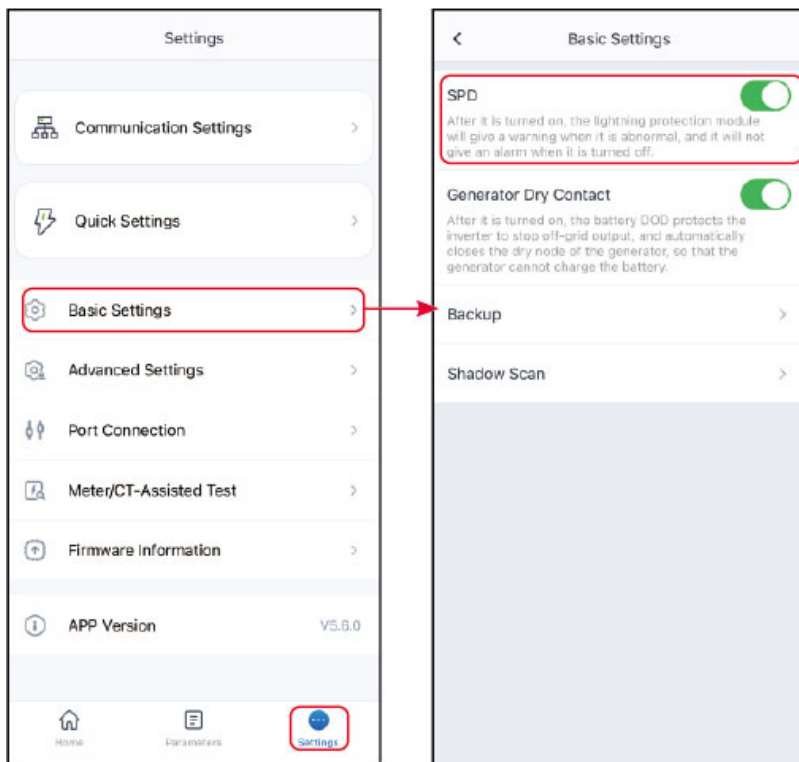 Settings
Communication Settings
Quick Settings
Basic Settings
Advanced Settings
Port Connection
Meter/CT-Assisted Test
Firmware Information
APP Version V5.6.0
Home Parameters Settings
Basic Settings
SPD
After it is turned on, the lightning protection module
will give a warning when it is abnormal, and it will not
give an alarm when it is turned off.
Generator Dry Contact
After it is turned on, the battery DOD protects the
inverter to stop off-grid output, and automatically
closes the dry node of the generator, so that the
generator cannot charge the battery.
Backup
Shadow Scan